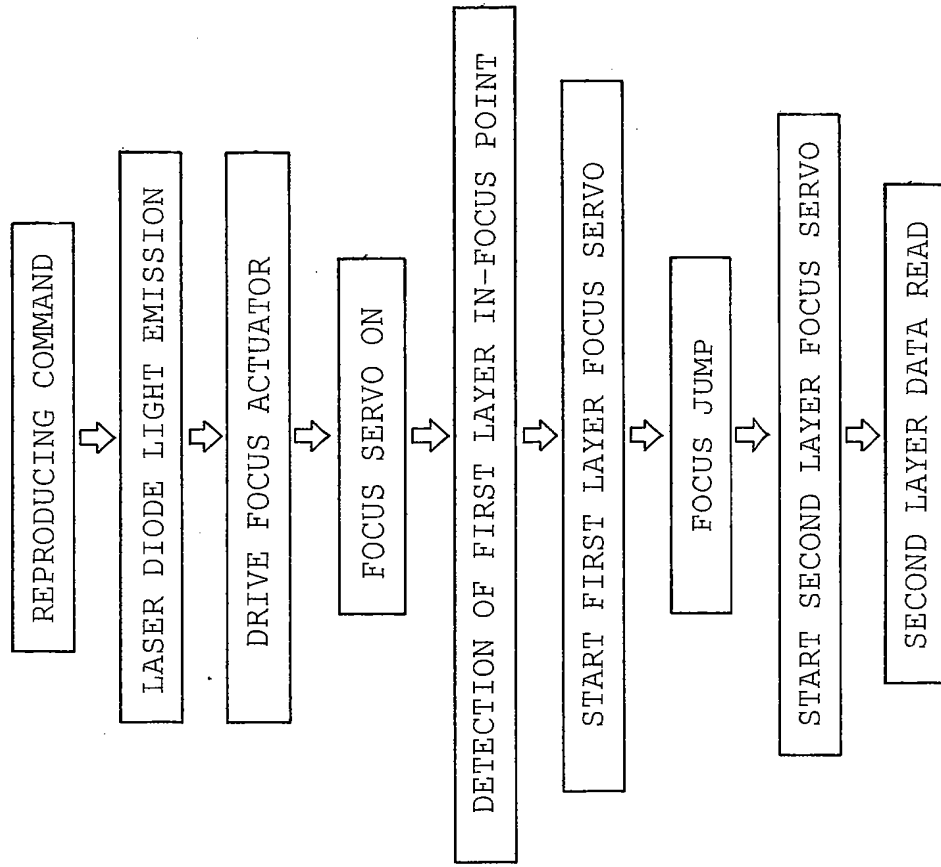 REPRODUCING COMMAND
LASER DIODE LIGHT EMISSION
DRIVE FOCUS ACTUATOR
FOCUS SERVO ON
DETECTION OF FIRST LAYER IN-FOCUS POINT
START FIRST LAYER FOCUS SERVO
FOCUS JUMP
START SECOND LAYER FOCUS SERVO
SECOND LAYER DATA READ